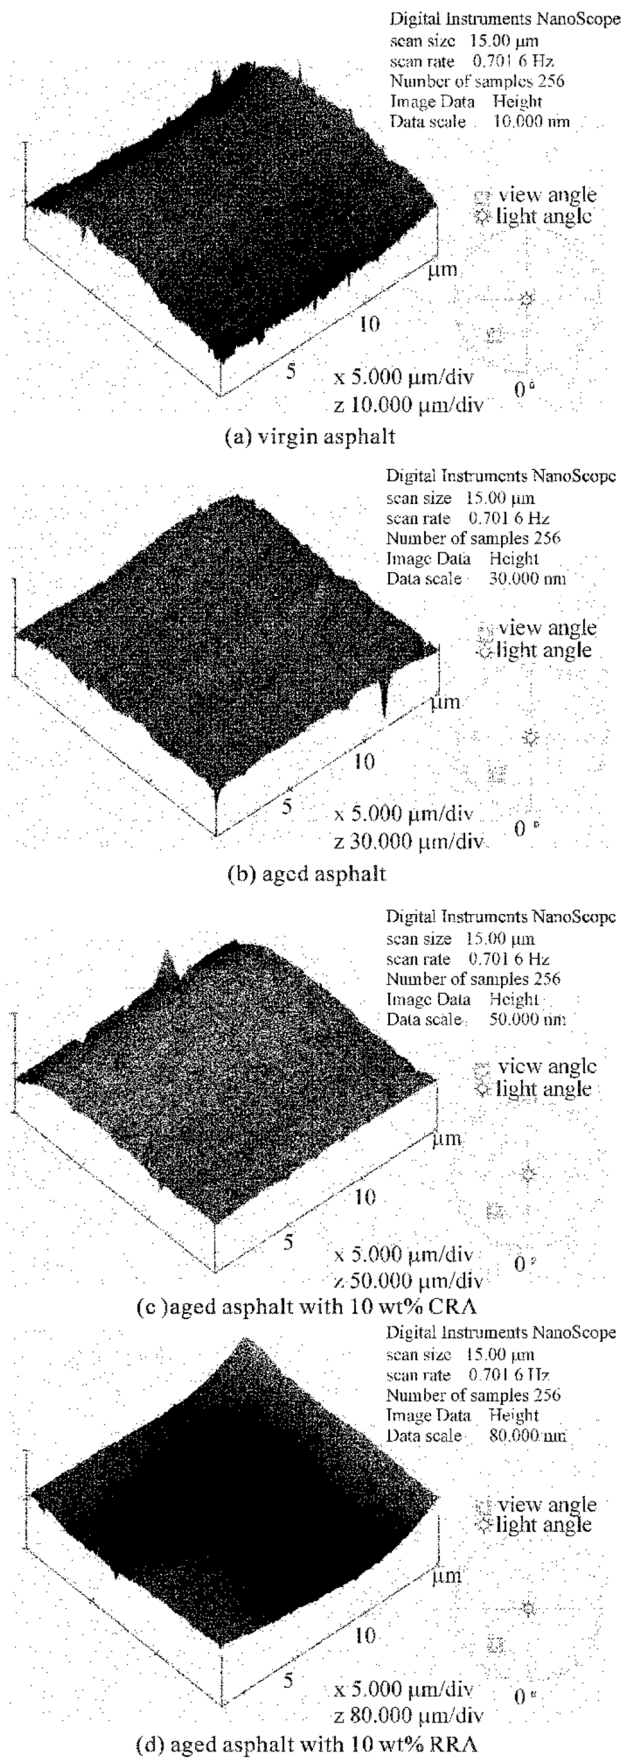 Digital Instruments NanoScope
scan size 15.00 μm
scan rate 0.701 6 Hz
Number of samples 256
Image Data Height
Data scale 10.000 nm
view angle
light angle
μm
10
5
x 5.000 μm/div
z 10.000 μm/div
0°
(a) virgin asphalt
Digital Instruments NanoScope
scan size 15.00 μm
scan rate 0.701 6 Hz
Number of samples 256
Image Data Height
Data scale 30.000 nm
view angle
light angle
μm
10
5
x 5.000 μm/div
z 30.000 μm/div
0°
(b) aged asphalt
Digital Instruments NanoScope
scan size 15.00 μm
scan rate 0.701 6 Hz
Number of samples 256
Image Data Height
Data scale 50.000 nm
view angle
light angle
μm
10
5
x 5.000 μm/div
z 50.000 μm/div
0°
(c )aged asphalt with 10 wt% CRA
Digital Instruments NanoScope
scan size 15.00 μm
scan rate 0.701 6 Hz
Number of samples 256
Image Data Height
Data scale 80.000 nm
view angle
light angle
μm
10
5
x 5.000 μm/div
z 80.000 μm/div
0°
(d) aged asphalt with 10 wt% RRA